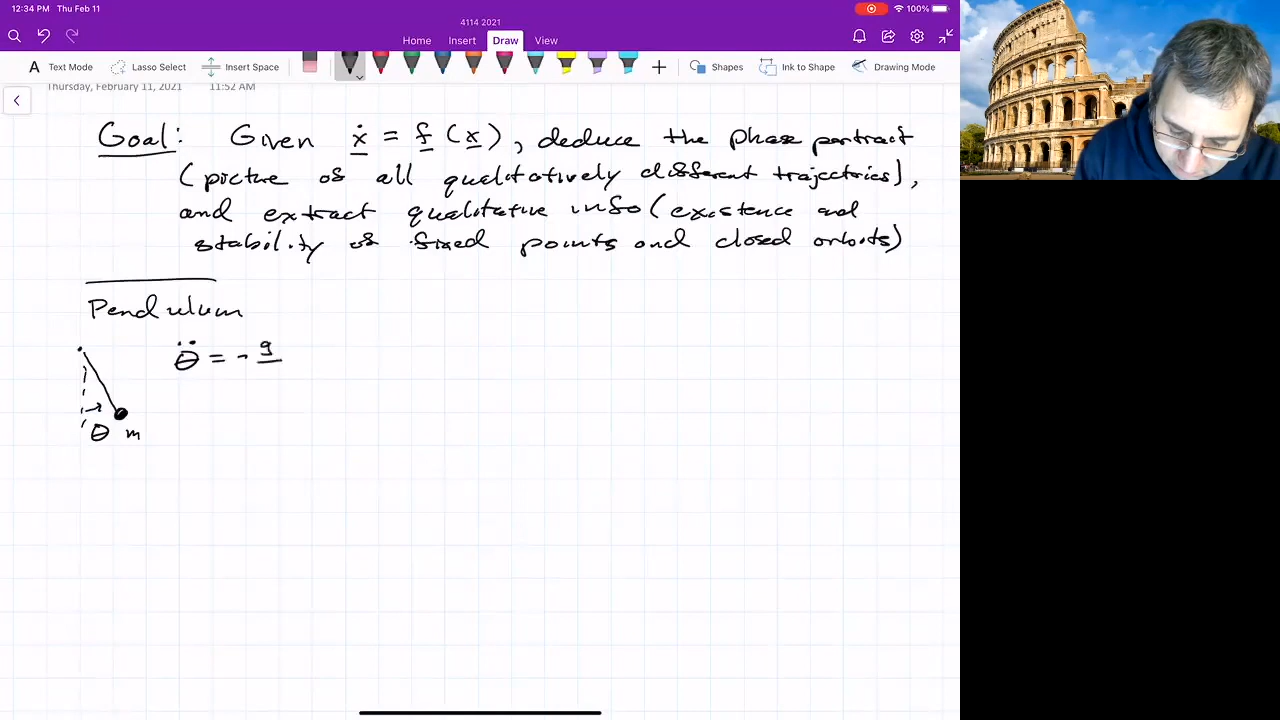 12:34 PM Thu Feb 11
100%
4114 2021
Home Insert Draw View
A Text Mode Lasso Select Insert Space Shapes Ink to Shape Drawing Mode
Thursday, February 11, 2021 11:52 AM
Goal: Given ẋ = f(x), deduce the phase portrait
(picture of all qualitatively different trajectories),
and extract qualitative info (existence and
stability of fixed points and closed orbits)
Pendulum
θ̈ = - g
θ m